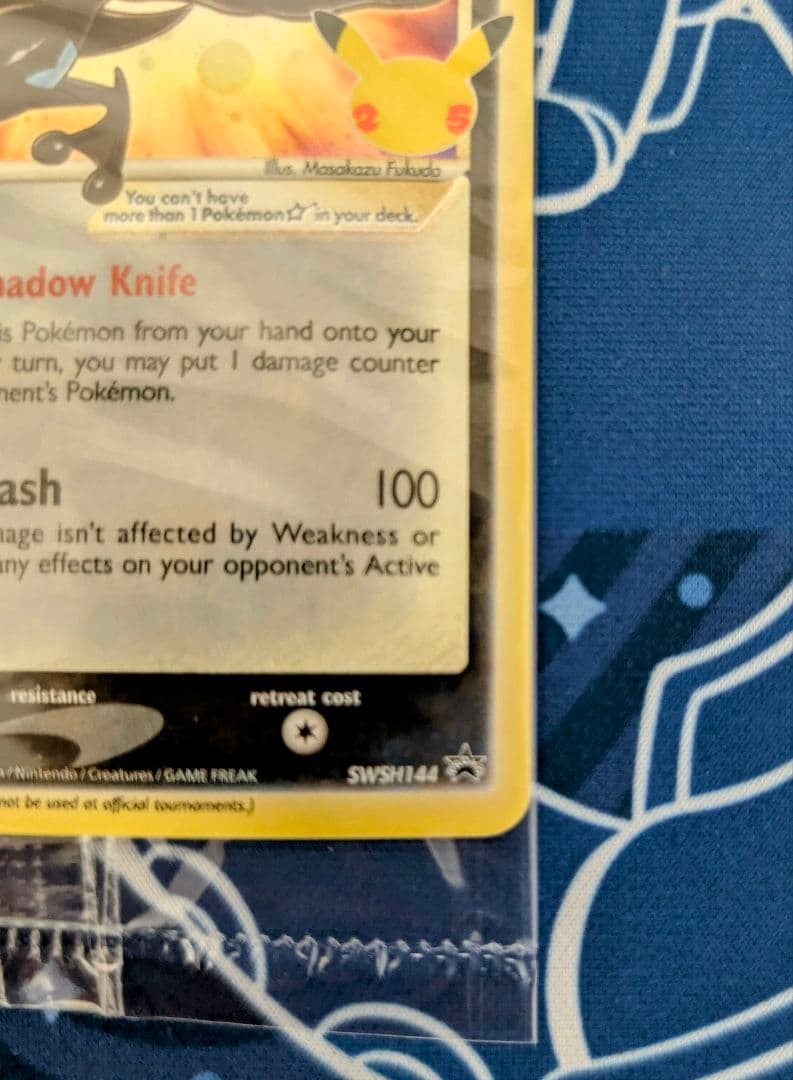 25
Illus. Masakazu Fukuda
You can't have
more than 1 Pokémon☆ in your deck.
hadow Knife
is Pokémon from your hand onto your
turn, you may put 1 damage counter
nent's Pokémon.
ash 100
mage isn't affected by Weakness or
any effects on your opponent's Active
resistance retreat cost
/Nintendo/Creatures/GAME FREAK SWSH144
not be used at official tournaments.)